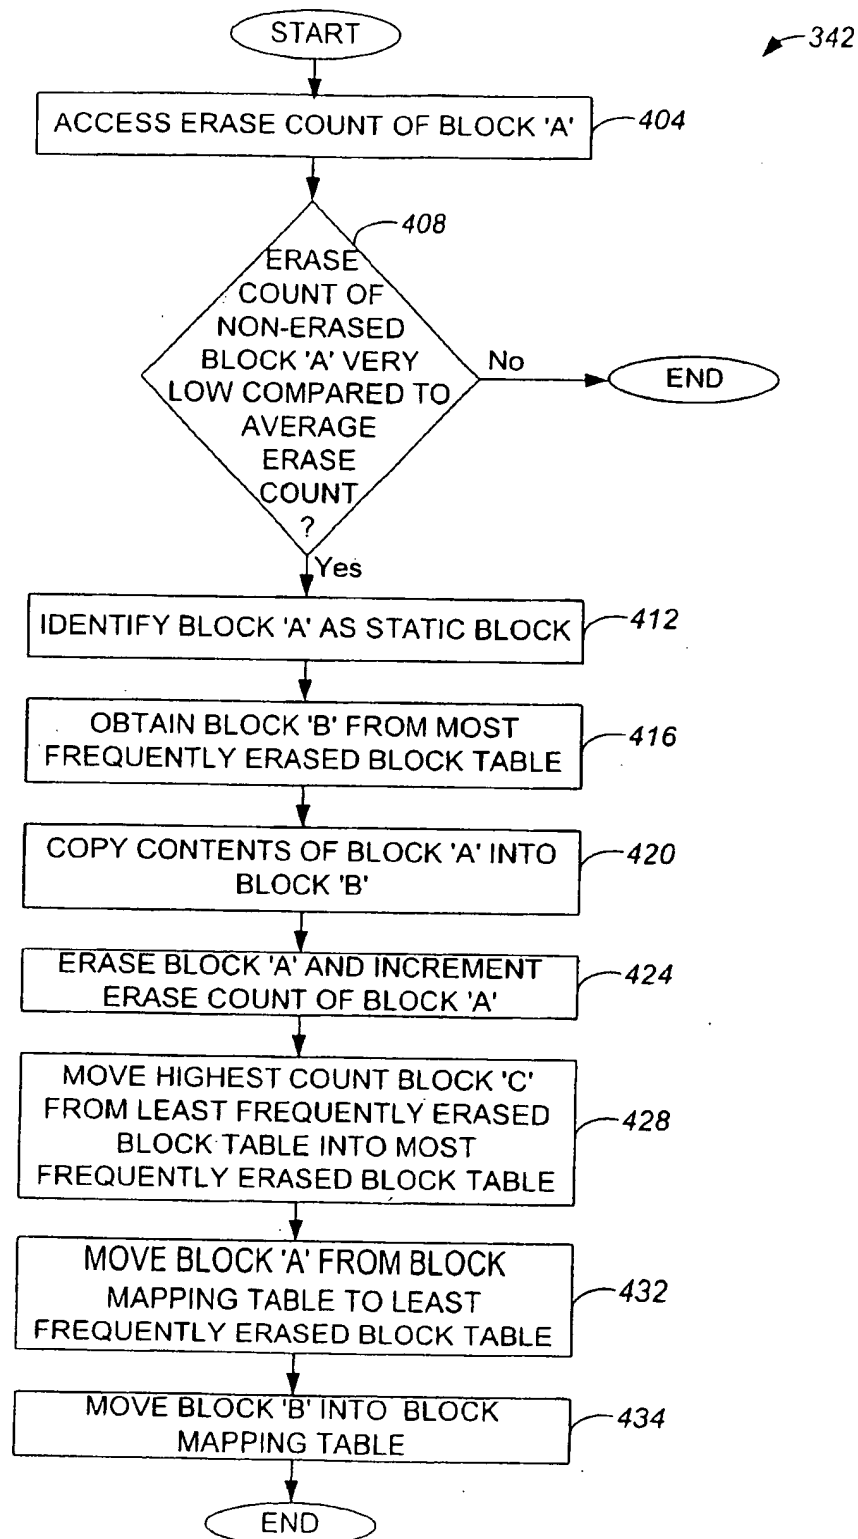 START
342
ACCESS ERASE COUNT OF BLOCK 'A'
404
408
ERASE
COUNT OF
NON-ERASED
BLOCK 'A' VERY
LOW COMPARED TO
AVERAGE
ERASE
COUNT
?
No
END
Yes
IDENTIFY BLOCK 'A' AS STATIC BLOCK
412
OBTAIN BLOCK 'B' FROM MOST
FREQUENTLY ERASED BLOCK TABLE
416
COPY CONTENTS OF BLOCK 'A' INTO
BLOCK 'B'
420
ERASE BLOCK 'A' AND INCREMENT
ERASE COUNT OF BLOCK 'A'
424
MOVE HIGHEST COUNT BLOCK 'C'
FROM LEAST FREQUENTLY ERASED
BLOCK TABLE INTO MOST
FREQUENTLY ERASED BLOCK TABLE
428
MOVE BLOCK 'A' FROM BLOCK
MAPPING TABLE TO LEAST
FREQUENTLY ERASED BLOCK TABLE
432
MOVE BLOCK 'B' INTO BLOCK
MAPPING TABLE
434
END